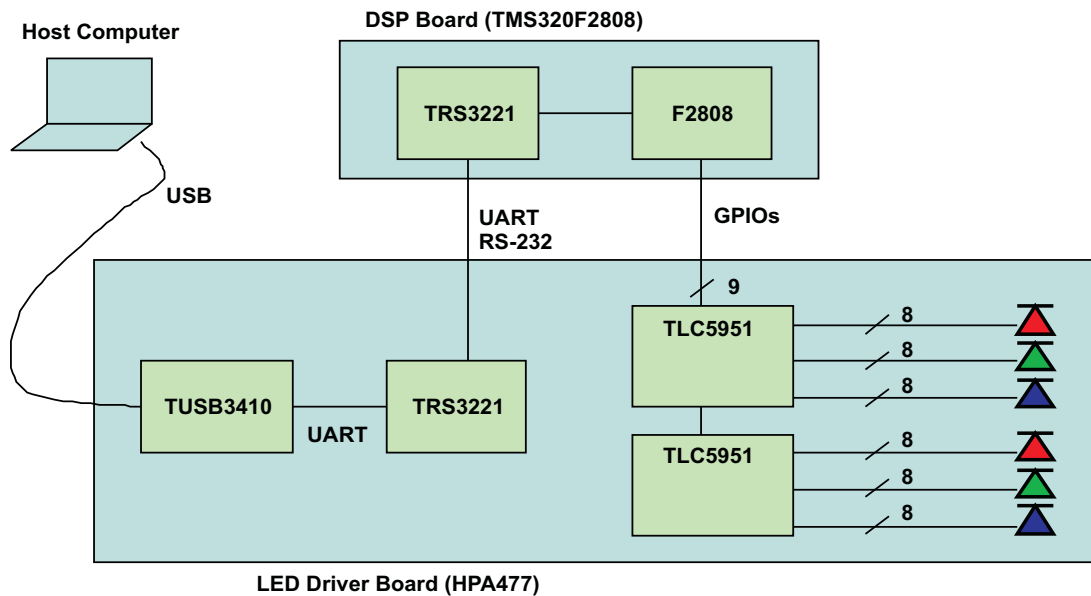 DSP Board (TMS320F2808)
Host Computer
TRS3221
F2808
USB
UART
RS-232
GPIOs
9
TLC5951
8
8
8
TUSB3410
UART
TRS3221
TLC5951
8
8
8
LED Driver Board (HPA477)